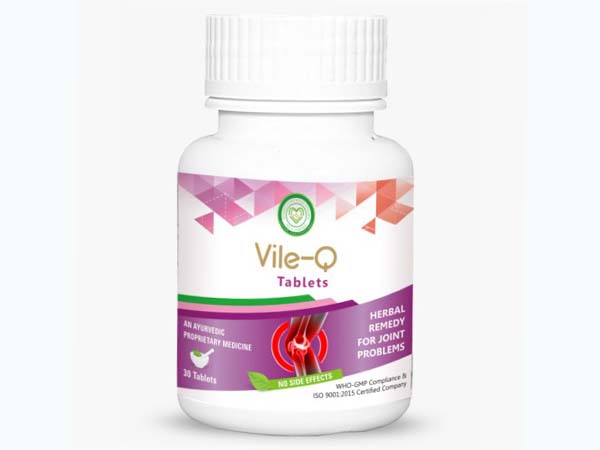 Vile-Q
Tablets
AN AYURVEDIC
PROPRIETARY MEDICINE
30 Tablets
HERBAL
REMEDY
FOR JOINT
PROBLEMS
NO SIDE EFFECTS
WHO-GMP Compliance &
ISO 9001:2015 Certified Company